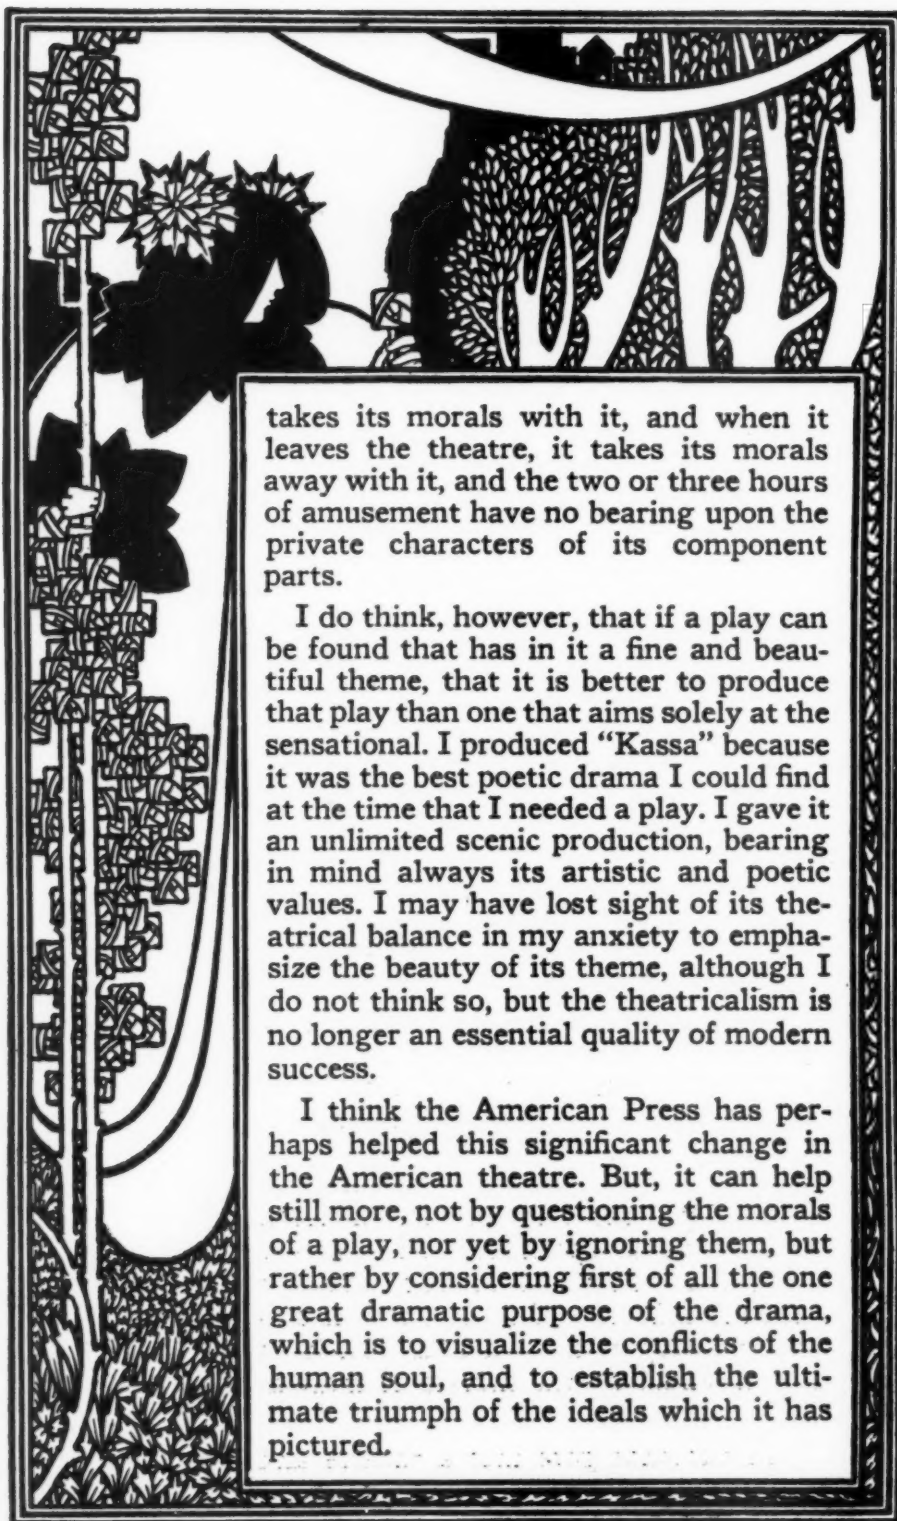 takes its morals with it, and when it
leaves the theatre, it takes its morals
away with it, and the two or three hours
of amusement have no bearing upon the
private characters of its component
parts.
I do think, however, that if a play can
be found that has in it a fine and beau-
tiful theme, that it is better to produce
that play than one that aims solely at the
sensational. I produced “Kassa” because
it was the best poetic drama I could find
at the time that I needed a play. I gave it
an unlimited scenic production, bearing
in mind always its artistic and poetic
values. I may have lost sight of its the-
atrical balance in my anxiety to empha-
size the beauty of its theme, although I
do not think so, but the theatricalism is
no longer an essential quality of modern
success.
I think the American Press has per-
haps helped this significant change in
the American theatre. But, it can help
still more, not by questioning the morals
of a play, nor yet by ignoring them, but
rather by considering first of all the one
great dramatic purpose of the drama,
which is to visualize the conflicts of the
human soul, and to establish the ulti-
mate triumph of the ideals which it has
pictured.